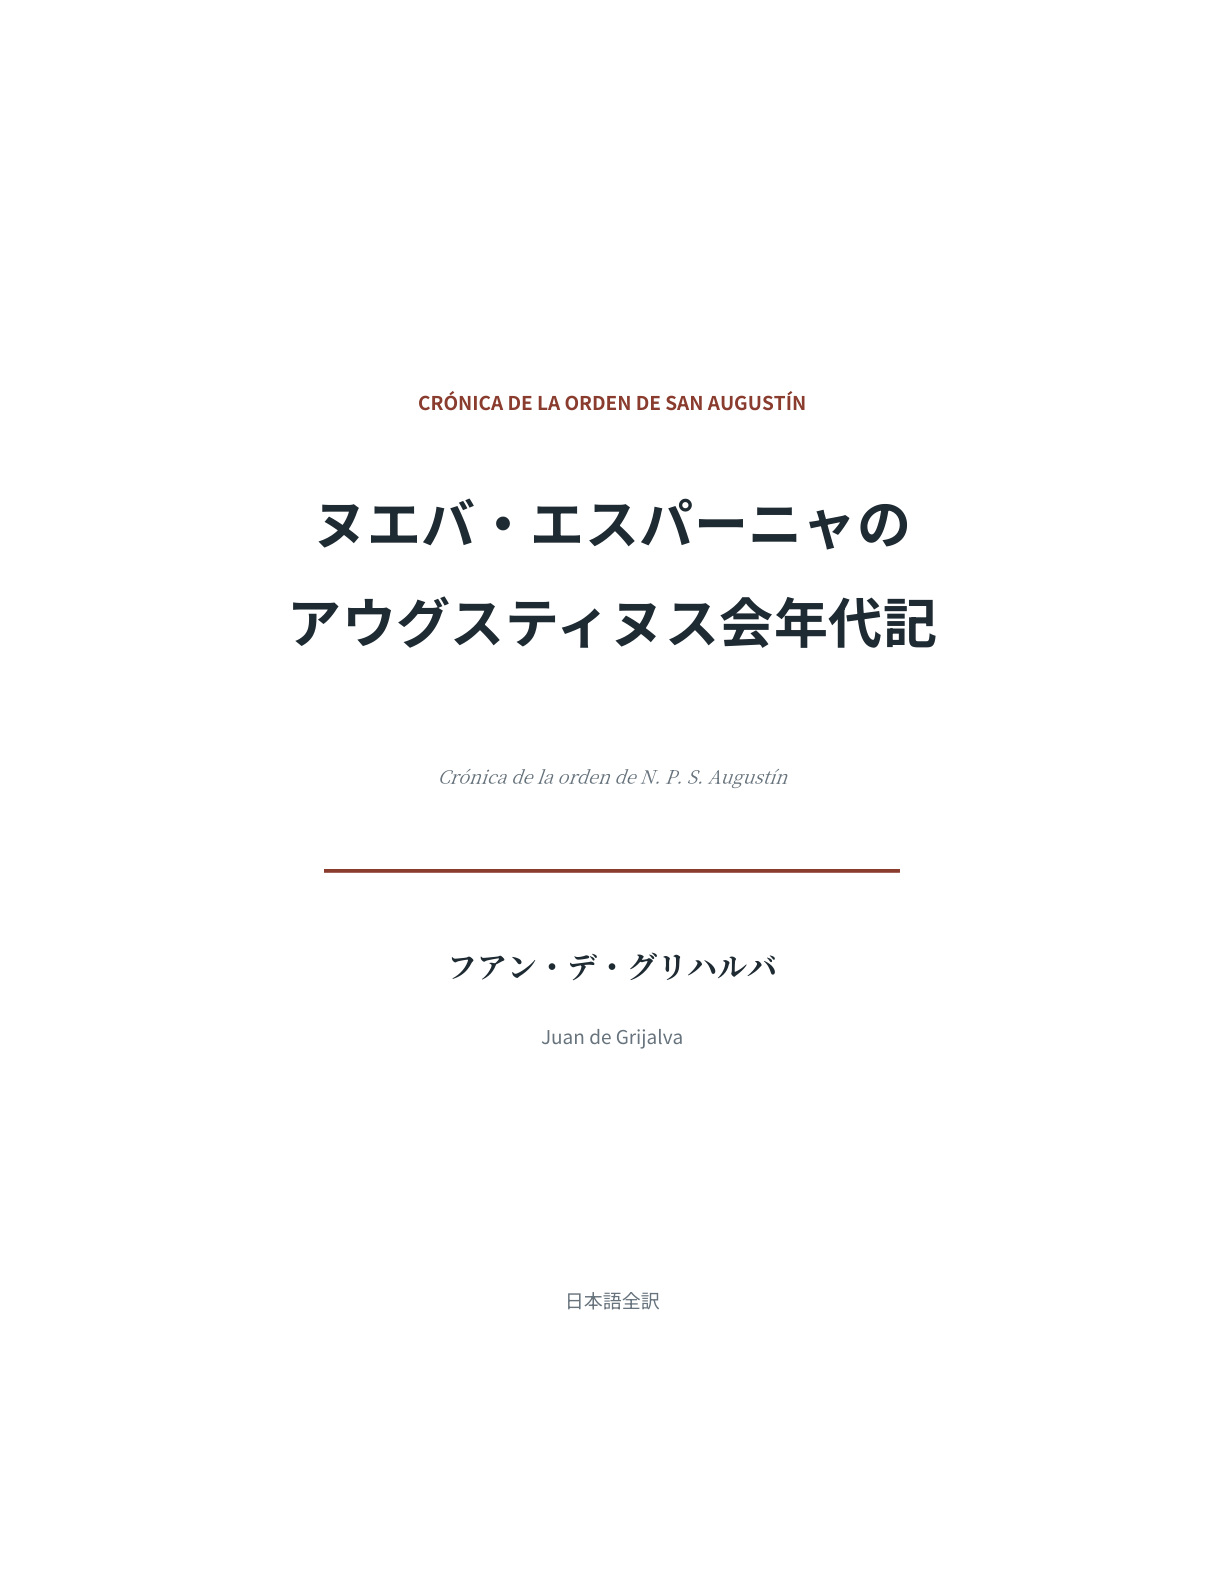 CRÓNICA DE LA ORDEN DE SAN AUGUSTÍN
ヌエバ・エスパーニャの
アウグスティヌス会年代記
Crónica de la orden de N. P. S. Augustín
フアン・デ・グリハルバ
Juan de Grijalva
日本語全訳